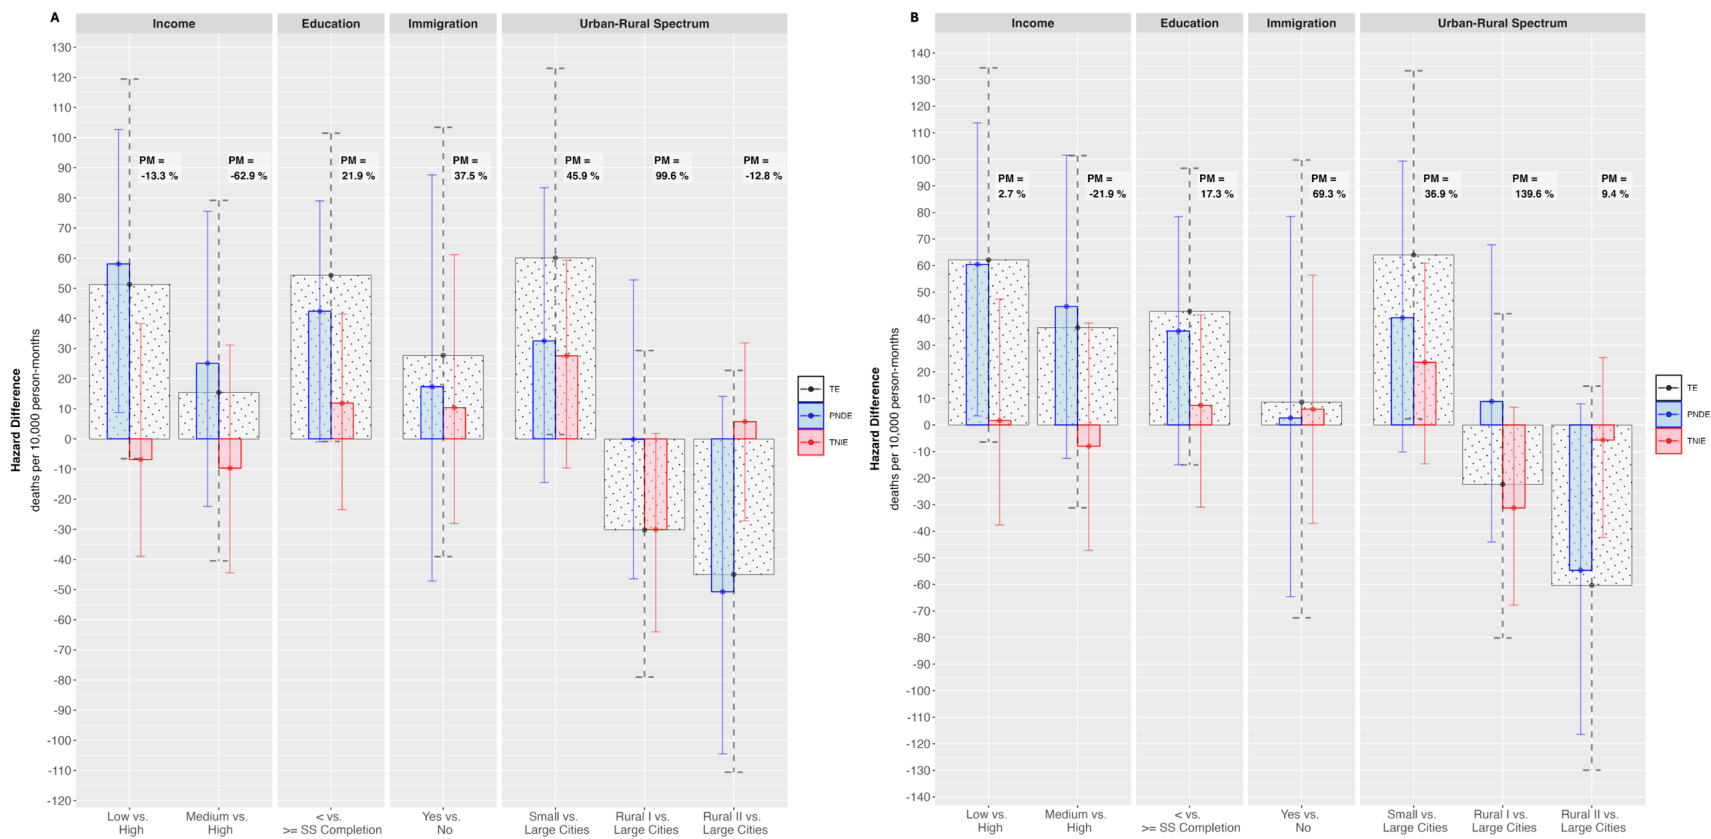 A
Income
Education
Immigration
Urban-Rural Spectrum
Hazard Difference
deaths per 10,000 person-months
130
120
110
100
90
80
70
60
50
40
30
20
10
0
-10
-20
-30
-40
-50
-60
-70
-80
-90
-100
-110
-120
PM =
-13.3 %
PM =
-62.9 %
PM =
21.9 %
PM =
37.5 %
PM =
45.9 %
PM =
99.6 %
PM =
-12.8 %
Low vs.
High
Medium vs.
High
< vs.
>= SS Completion
Yes vs.
No
Small vs.
Large Cities
Rural I vs.
Large Cities
Rural II vs.
Large Cities
TE
PNDE
TNIE
B
Income
Education
Immigration
Urban-Rural Spectrum
Hazard Difference
deaths per 10,000 person-months
140
130
120
110
100
90
80
70
60
50
40
30
20
10
0
-10
-20
-30
-40
-50
-60
-70
-80
-90
-100
-110
-120
-130
-140
PM =
2.7 %
PM =
-21.9 %
PM =
17.3 %
PM =
69.3 %
PM =
36.9 %
PM =
139.6 %
PM =
9.4 %
Low vs.
High
Medium vs.
High
< vs.
>= SS Completion
Yes vs.
No
Small vs.
Large Cities
Rural I vs.
Large Cities
Rural II vs.
Large Cities
TE
PNDE
TNIE